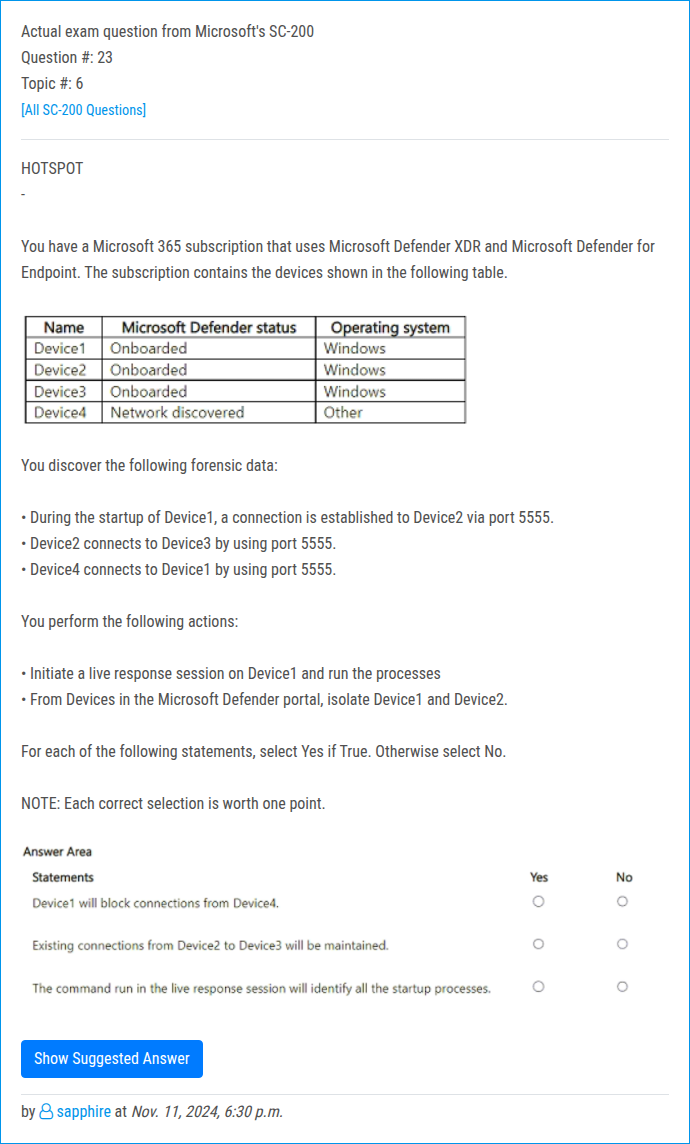 Actual exam question from Microsoft's SC-200
Question #: 23
Topic #: 6
[All SC-200 Questions]
HOTSPOT
-
You have a Microsoft 365 subscription that uses Microsoft Defender XDR and Microsoft Defender for
Endpoint. The subscription contains the devices shown in the following table.
Name Microsoft Defender status Operating system
Device1 Onboarded Windows
Device2 Onboarded Windows
Device3 Onboarded Windows
Device4 Network discovered Other
You discover the following forensic data:
• During the startup of Device1, a connection is established to Device2 via port 5555.
• Device2 connects to Device3 by using port 5555.
• Device4 connects to Device1 by using port 5555.
You perform the following actions:
• Initiate a live response session on Device1 and run the processes
• From Devices in the Microsoft Defender portal, isolate Device1 and Device2.
For each of the following statements, select Yes if True. Otherwise select No.
NOTE: Each correct selection is worth one point.
Answer Area
Statements Yes No
Device1 will block connections from Device4.
Existing connections from Device2 to Device3 will be maintained.
The command run in the live response session will identify all the startup processes.
Show Suggested Answer
by sapphire at Nov. 11, 2024, 6:30 p.m.